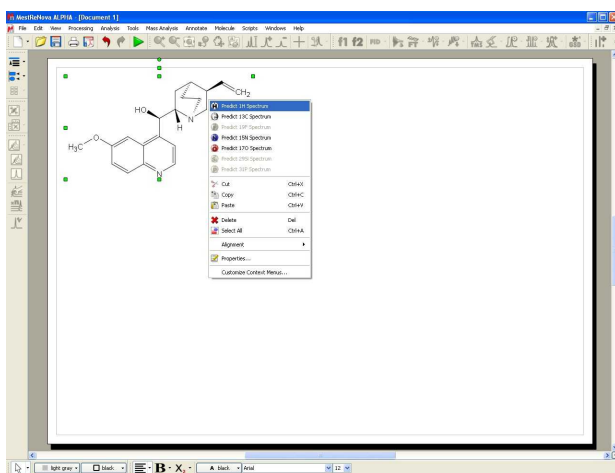 MestReNova ALPHA - [Document 1]
File Edit View Processing Analysis Tools Mass Analysis Annotate Molecule Scripts Windows Help
f1 f2
CH₂
HO
N
H
O
H₃C
N
Predict 1H Spectrum
Predict 13C Spectrum
Predict 19F Spectrum
Predict 15N Spectrum
Predict 17O Spectrum
Predict 29Si Spectrum
Predict 31P Spectrum
Cut Ctrl+X
Copy Ctrl+C
Paste Ctrl+V
Delete Del
Select All Ctrl+A
Alignment
Properties...
Customize Context Menus...
light gray black B X₂ A black Arial 12